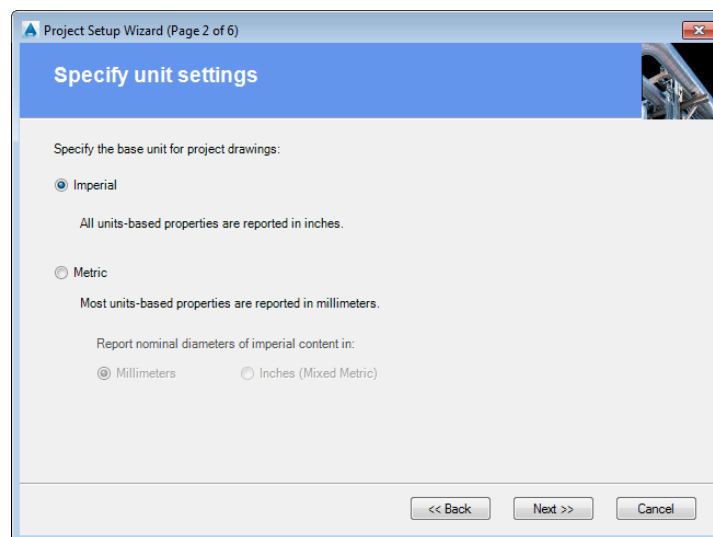 Project Setup Wizard (Page 2 of 6)
Specify unit settings
Specify the base unit for project drawings:
Imperial
All units-based properties are reported in inches.
Metric
Most units-based properties are reported in millimeters.
Report nominal diameters of imperial content in:
Millimeters Inches (Mixed Metric)
<< Back Next >> Cancel